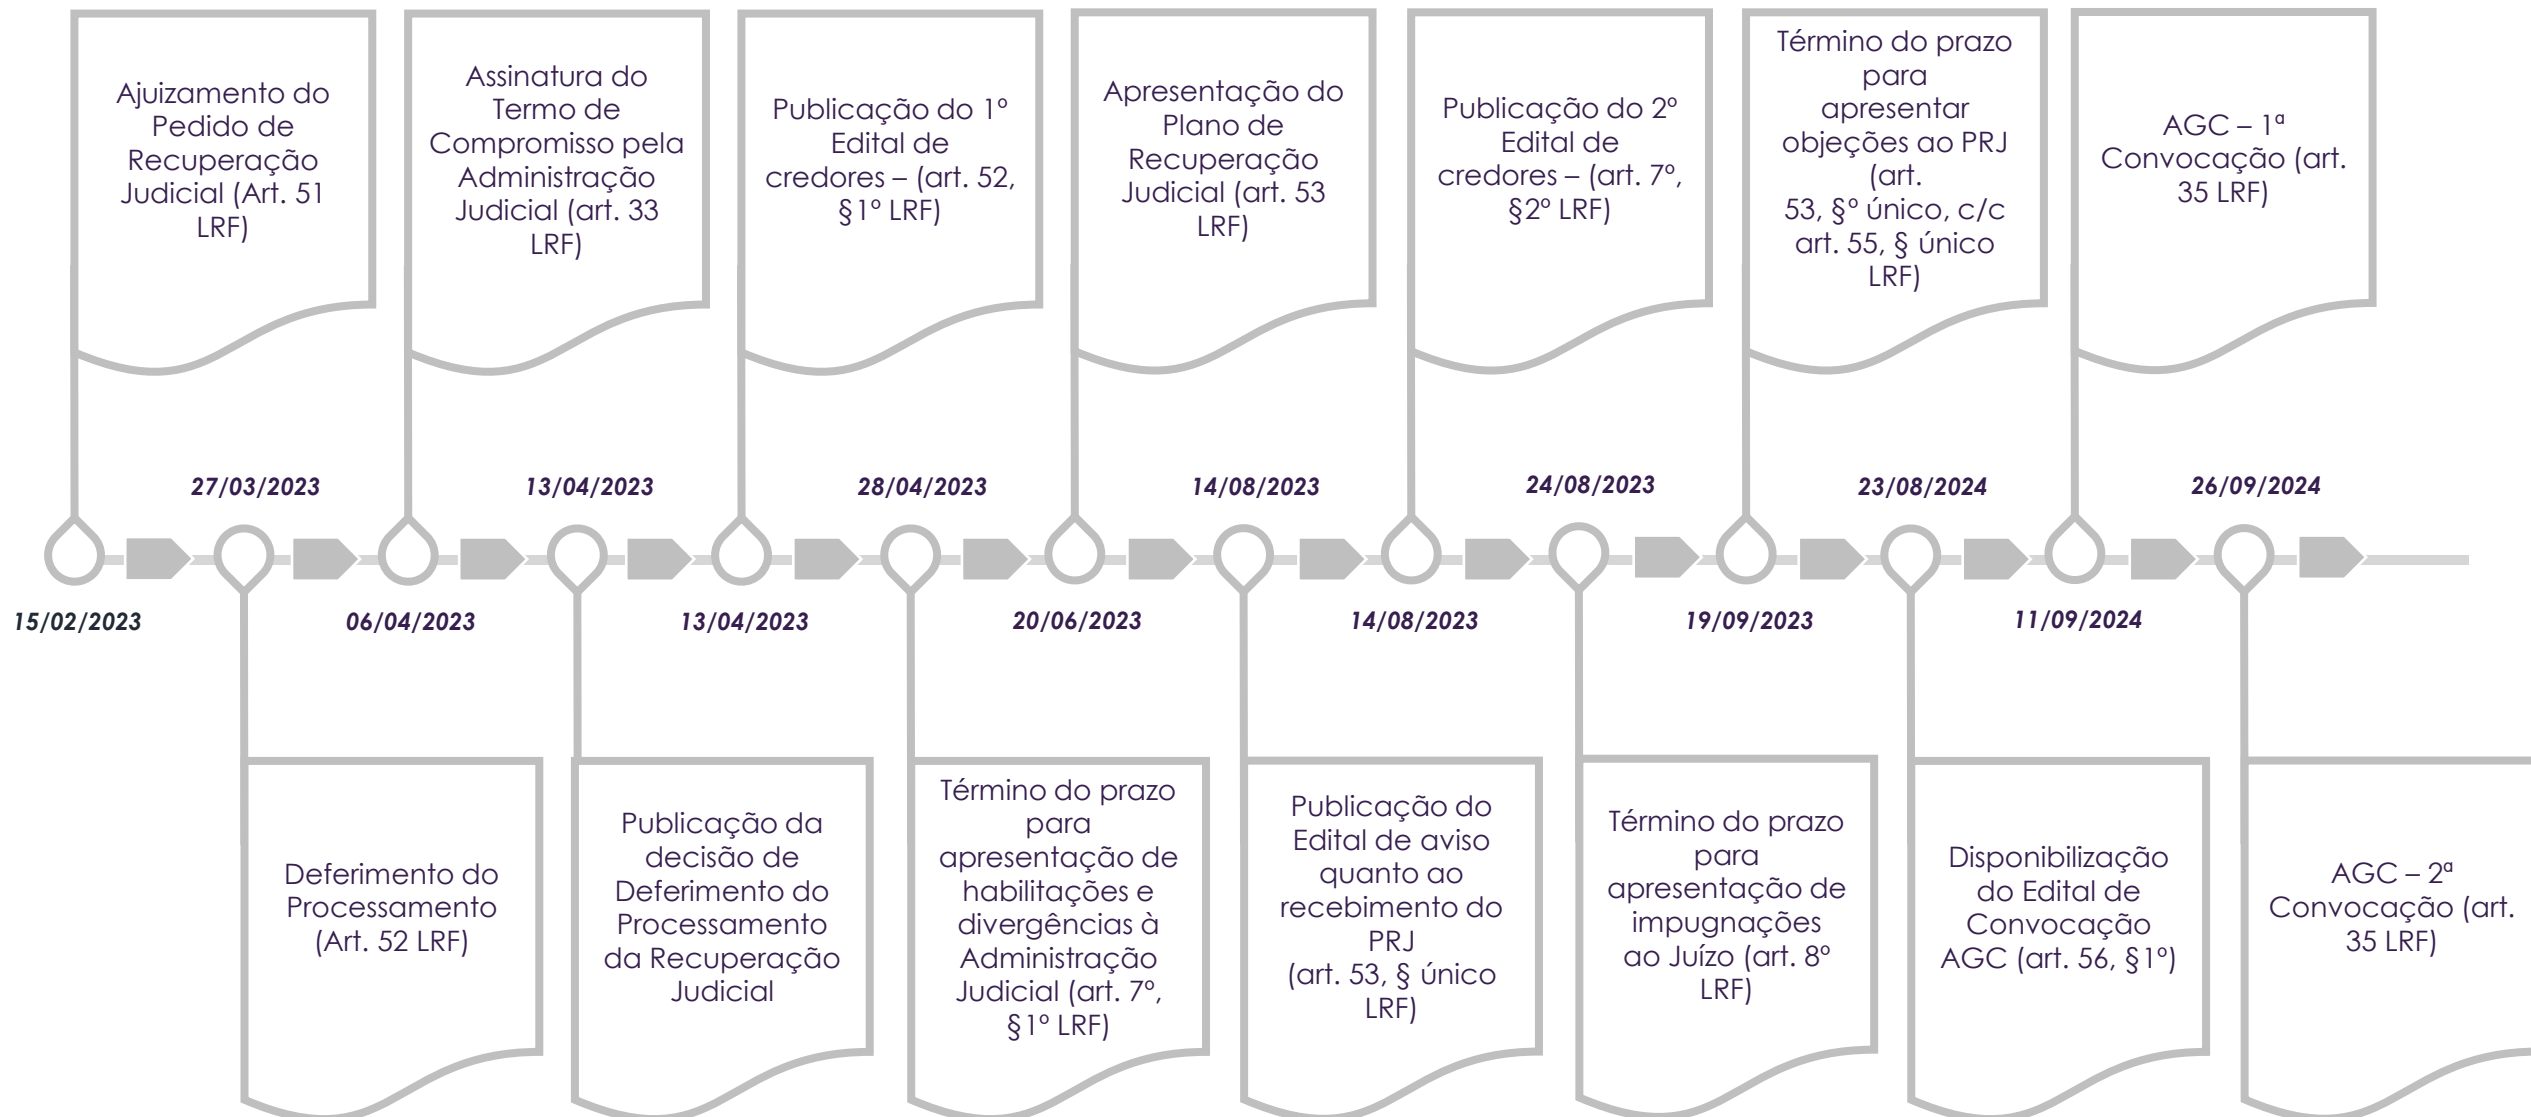 Ajuizamento do
Pedido de
Recuperação
Judicial (Art. 51
LRF)
Assinatura do
Termo de
Compromisso pela
Administração
Judicial (art. 33
LRF)
Publicação do 1º
Edital de
credores – (art. 52,
§1º LRF)
Apresentação do
Plano de
Recuperação
Judicial (art. 53
LRF)
Publicação do 2º
Edital de
credores – (art. 7º,
§2º LRF)
Término do prazo
para
apresentar
objeções ao PRJ
(art.
53, §º único, c/c
art. 55, § único
LRF)
AGC – 1ª
Convocação (art.
35 LRF)
27/03/2023
13/04/2023
28/04/2023
14/08/2023
24/08/2023
23/08/2024
26/09/2024
15/02/2023
06/04/2023
13/04/2023
20/06/2023
14/08/2023
19/09/2023
11/09/2024
Deferimento do
Processamento
(Art. 52 LRF)
Publicação da
decisão de
Deferimento do
Processamento
da Recuperação
Judicial
Término do prazo
para
apresentação de
habilitações e
divergências à
Administração
Judicial (art. 7º,
§1º LRF)
Publicação do
Edital de aviso
quanto ao
recebimento do
PRJ
(art. 53, § único
LRF)
Término do prazo
para
apresentação de
impugnações
ao Juízo (art. 8º
LRF)
Disponibilização
do Edital de
Convocação
AGC (art. 56, §1º)
AGC – 2ª
Convocação (art.
35 LRF)